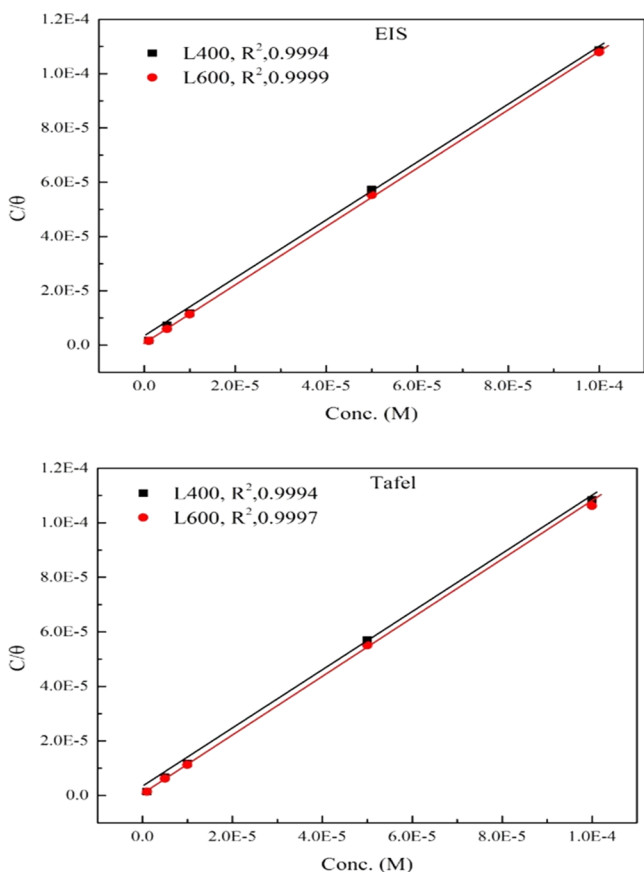 EIS
L400, R²,0.9994
L600, R²,0.9999
1.2E-4
1.0E-4
8.0E-5
6.0E-5
4.0E-5
2.0E-5
0.0
C/θ
0.0 2.0E-5 4.0E-5 6.0E-5 8.0E-5 1.0E-4
Conc. (M)
Tafel
L400, R²,0.9994
L600, R²,0.9997
1.2E-4
1.0E-4
8.0E-5
6.0E-5
4.0E-5
2.0E-5
0.0
C/θ
0.0 2.0E-5 4.0E-5 6.0E-5 8.0E-5 1.0E-4
Conc. (M)